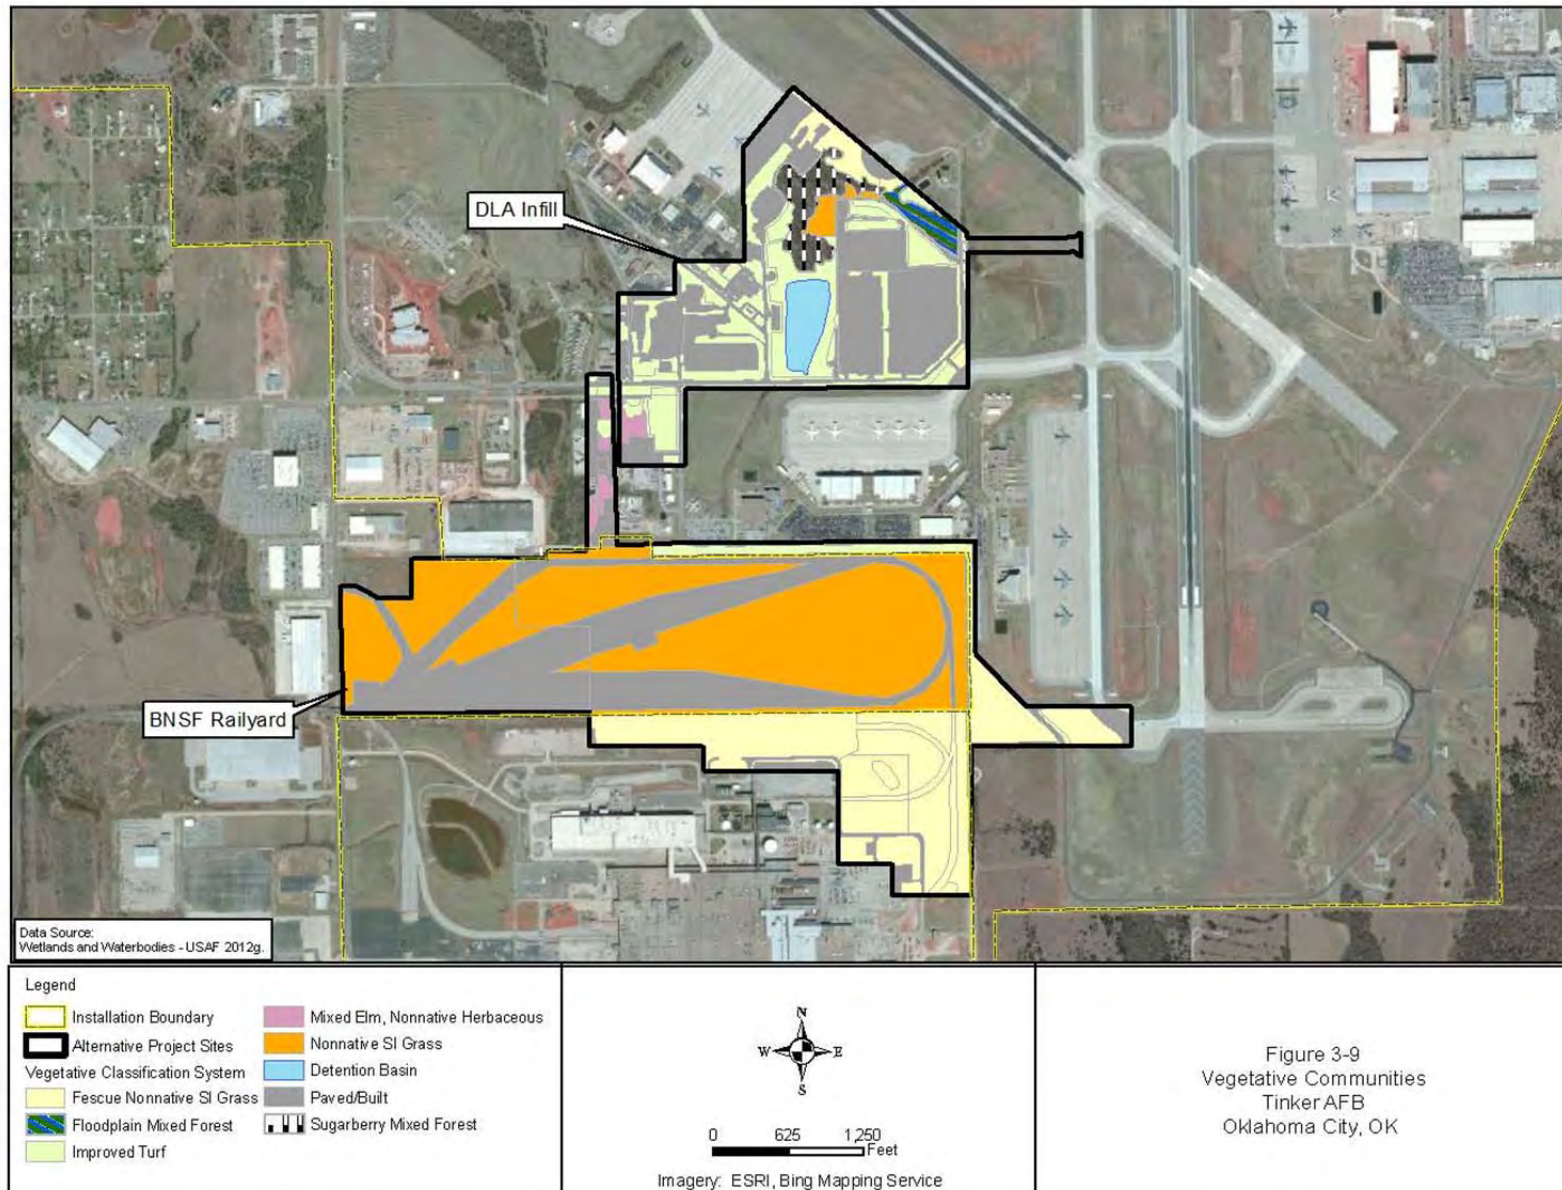 DLA Infill
BNSF Railyard
Data Source:
Wetlands and Waterbodies - USAF 2012g.
Legend
Installation Boundary
Alternative Project Sites
Vegetative Classification System
Fescue Nonnative SI Grass
Floodplain Mixed Forest
Improved Turf
Mixed Elm, Nonnative Herbaceous
Nonnative SI Grass
Detention Basin
Paved/Built
Sugarberry Mixed Forest
N
W E
S
0 625 1,250
Feet
Imagery: ESRI, Bing Mapping Service
Figure 3-9
Vegetative Communities
Tinker AFB
Oklahoma City, OK